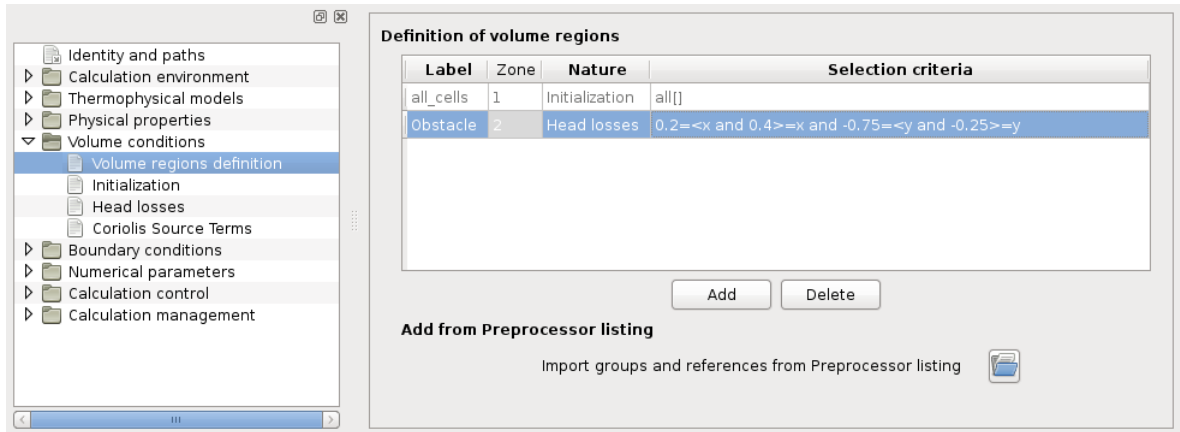 Identity and paths
Calculation environment
Thermophysical models
Physical properties
Volume conditions
Volume regions definition
Initialization
Head losses
Coriolis Source Terms
Boundary conditions
Numerical parameters
Calculation control
Calculation management
Definition of volume regions
Label Zone Nature Selection criteria
all_cells 1 Initialization all[]
Obstacle 2 Head losses 0.2=<x and 0.4>=x and -0.75=<y and -0.25>=y
Add Delete
Add from Preprocessor listing
Import groups and references from Preprocessor listing